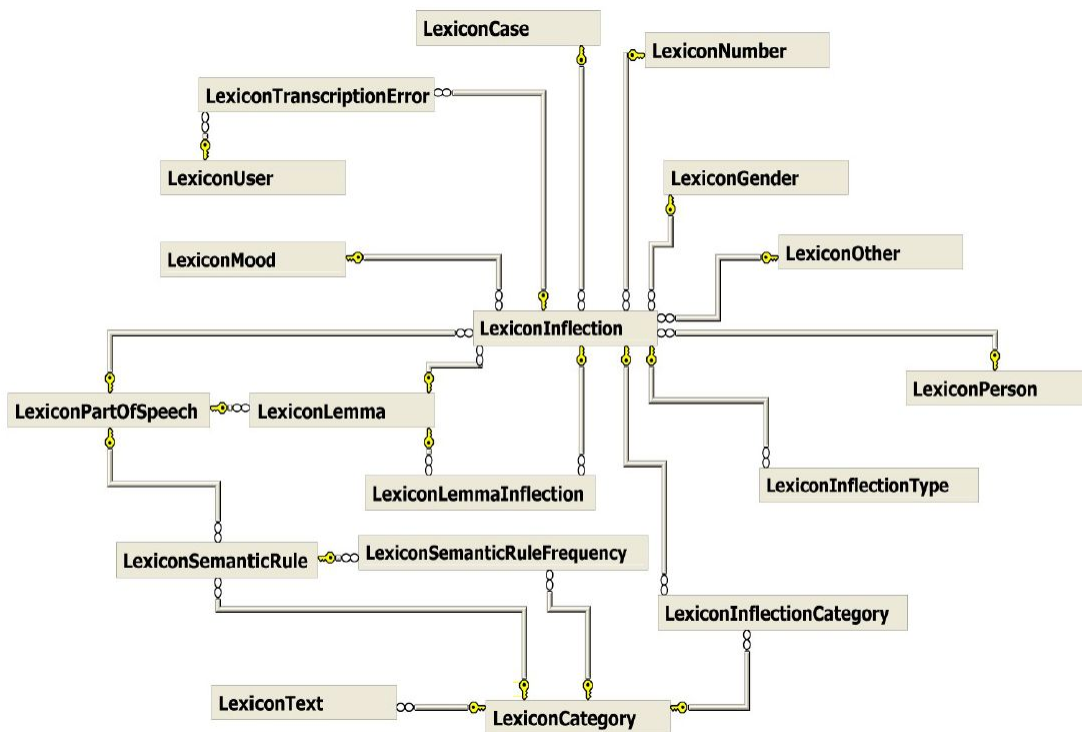 LexiconCase
LexiconNumber
LexiconTranscriptionError
LexiconUser
LexiconGender
LexiconMood
LexiconOther
LexiconInflection
LexiconPerson
LexiconPartOfSpeech
LexiconLemma
LexiconInflectionType
LexiconLemmaInflection
LexiconSemanticRule
LexiconSemanticRuleFrequency
LexiconInflectionCategory
LexiconText
LexiconCategory